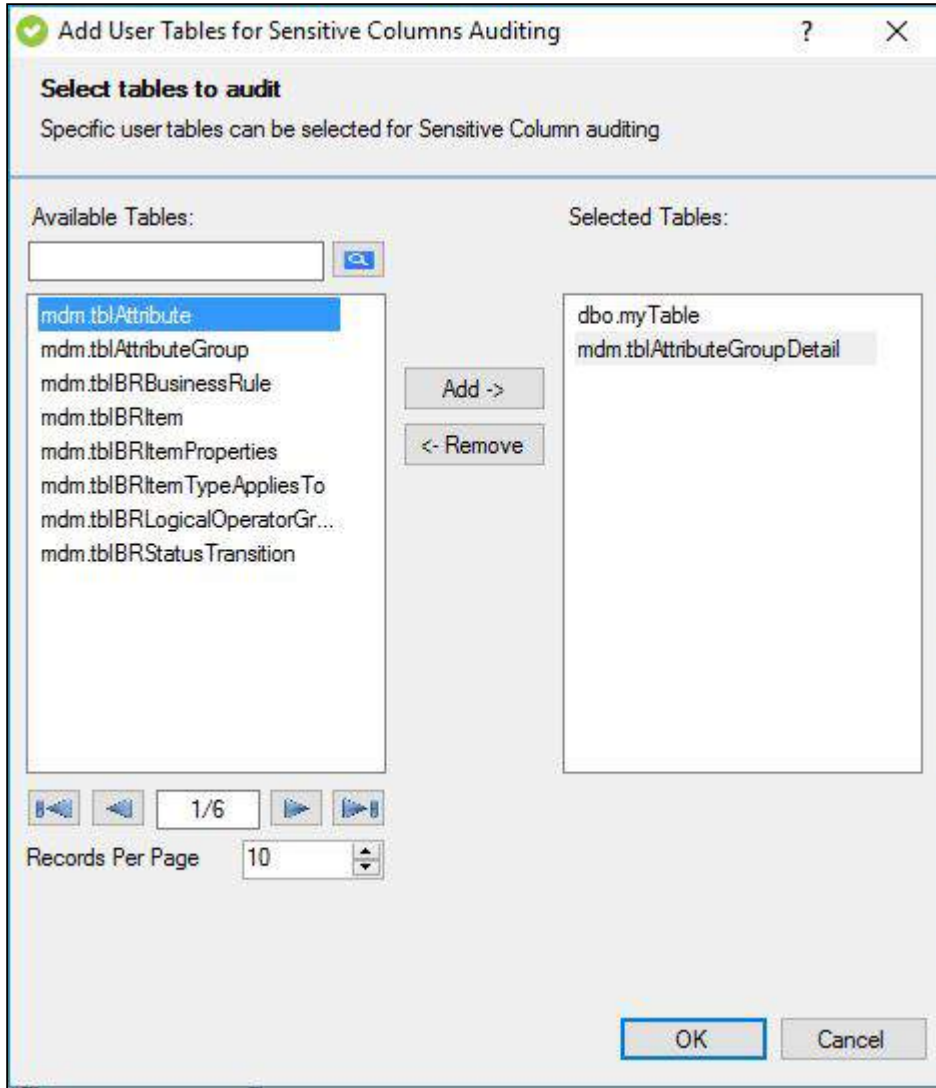 Add User Tables for Sensitive Columns Auditing ? X
Select tables to audit
Specific user tables can be selected for Sensitive Column auditing
Available Tables:
Selected Tables:
mdm.tblAttribute
mdm.tblAttributeGroup
mdm.tblBRBusinessRule
mdm.tblBRItem
mdm.tblBRItemProperties
mdm.tblBRItemTypeAppliesTo
mdm.tblBRLogicalOperatorGr...
mdm.tblBRStatusTransition
Add ->
<- Remove
dbo.myTable
mdm.tblAttributeGroupDetail
1/6
Records Per Page 10
OK
Cancel